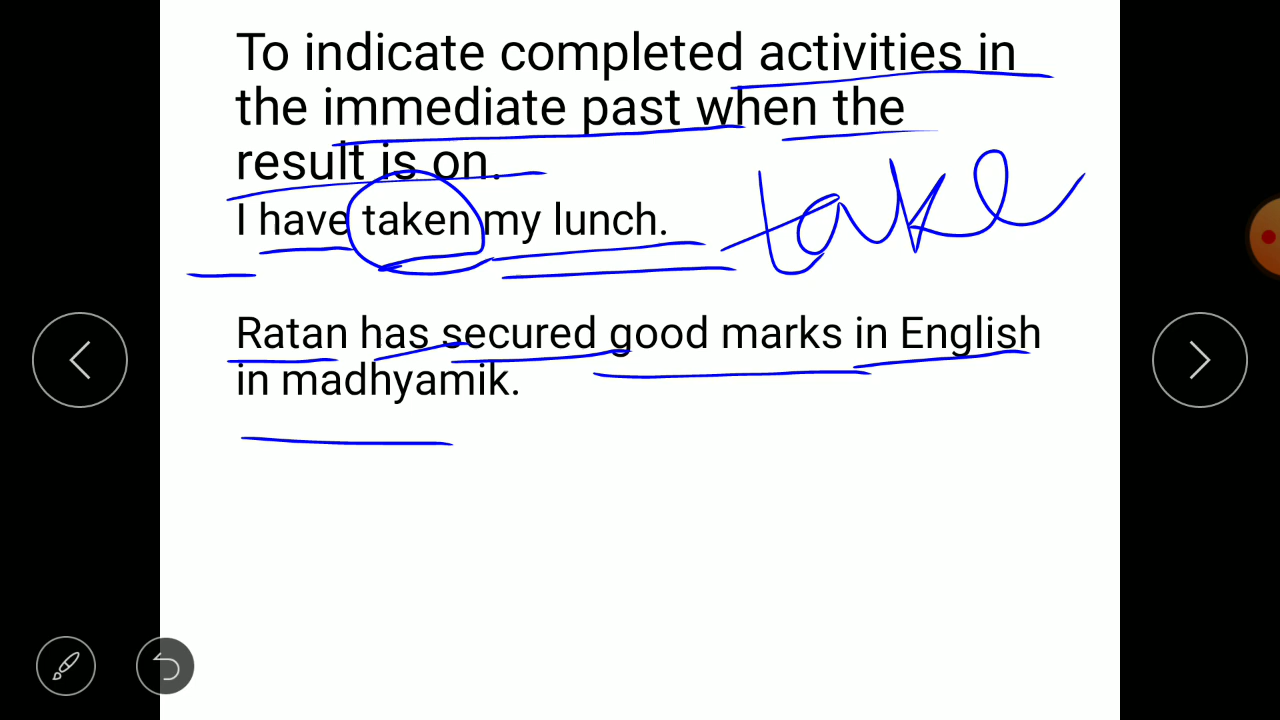 To indicate completed activities in
the immediate past when the
result is on.
I have taken my lunch.
take
Ratan has secured good marks in English
in madhyamik.